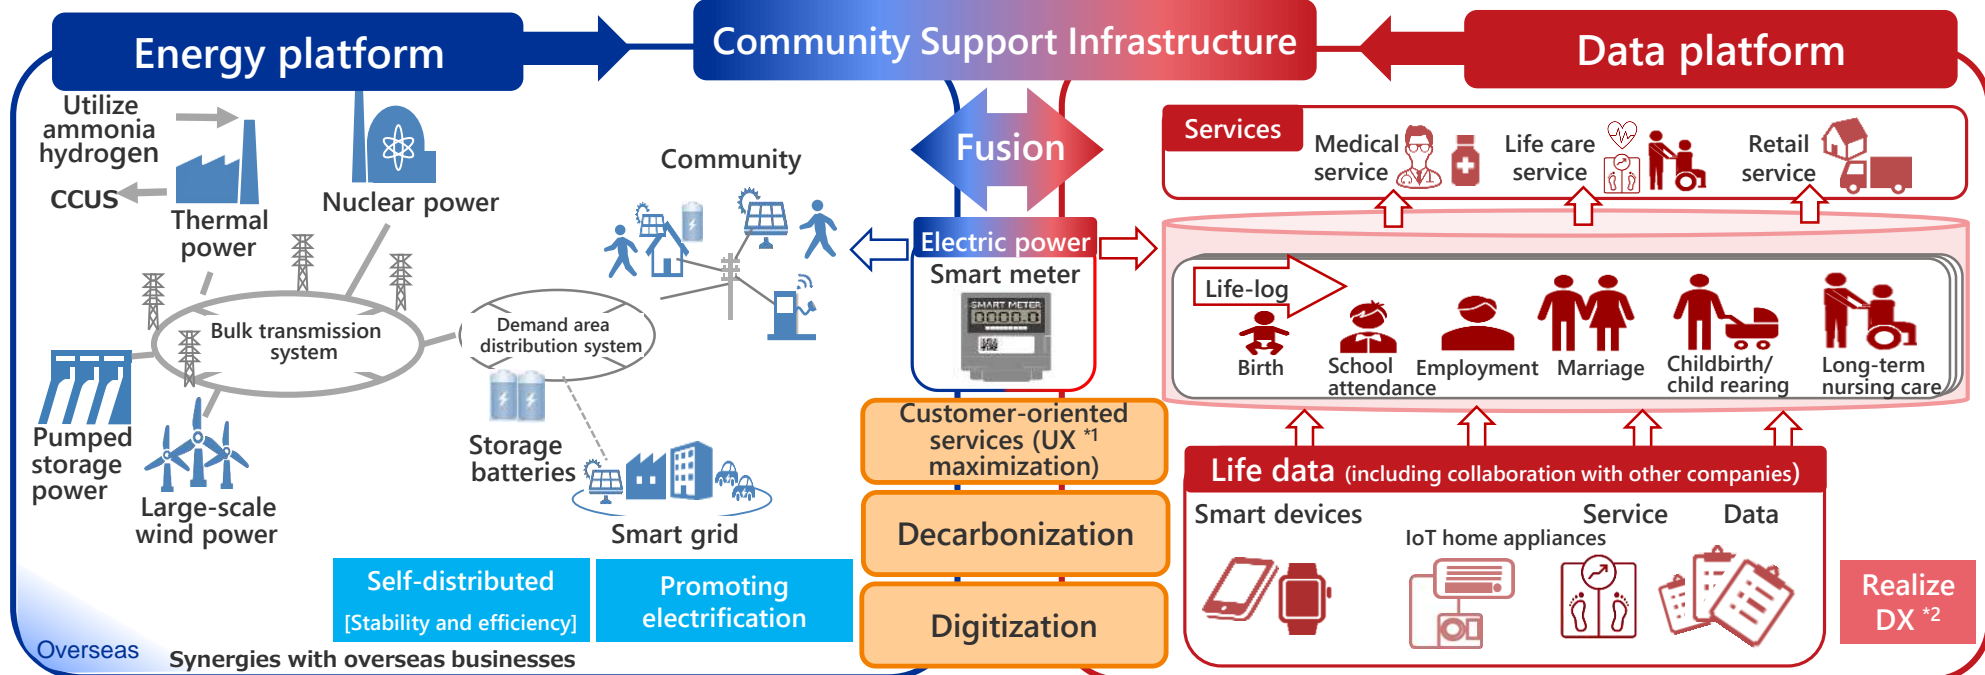 Energy platform
Community Support Infrastructure
Data platform
Utilize
ammonia
hydrogen
CCUS
Thermal
power
Nuclear power
Community
Bulk transmission
system
Demand area
distribution system
Pumped
storage
power
Large-scale
wind power
Storage
batteries
Smart grid
Self-distributed
[Stability and efficiency]
Promoting
electrification
Overseas
Synergies with overseas businesses
Fusion
Electric power
Smart meter
SMART METER
0000.0
Customer-oriented
services (UX *1
maximization)
Decarbonization
Digitization
Services
Medical
service
Life care
service
Retail
service
Life-log
Birth
School
attendance
Employment
Marriage
Childbirth/
child rearing
Long-term
nursing care
Life data (including collaboration with other companies)
Smart devices
IoT home appliances
Service
Data
Realize
DX *2